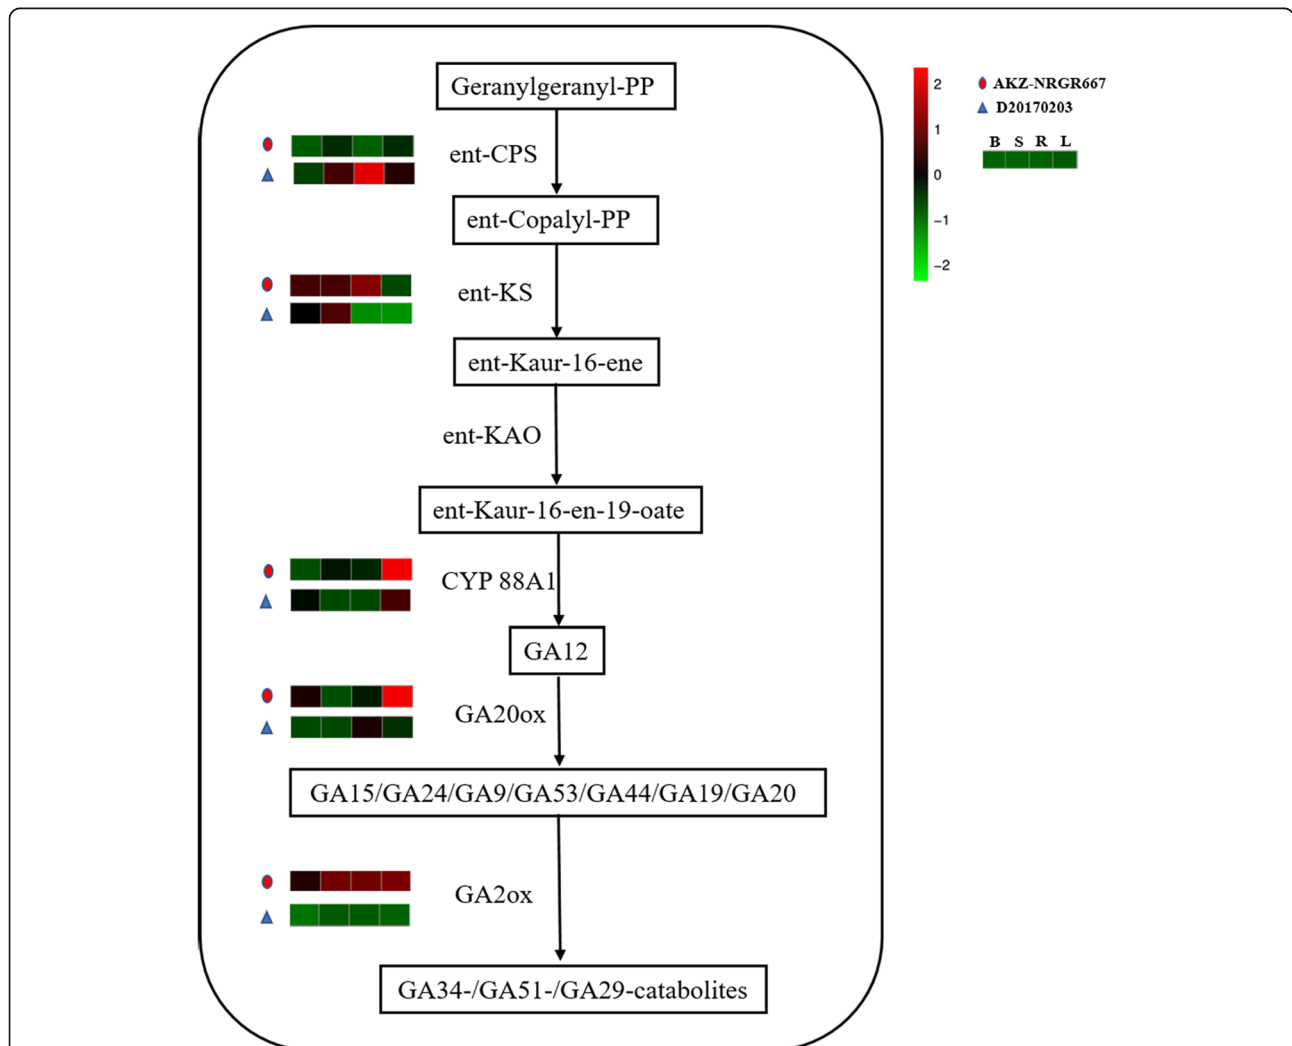 Geranylgeranyl-PP
ent-CPS
ent-Copalyl-PP
ent-KS
ent-Kaur-16-ene
ent-KAO
ent-Kaur-16-en-19-oate
CYP 88A1
GA12
GA20ox
GA15/GA24/GA9/GA53/GA44/GA19/GA20
GA2ox
GA34-/GA51-/GA29-catabolites
2
1
0
−1
−2
AKZ-NRGR667
D20170203
B S R L